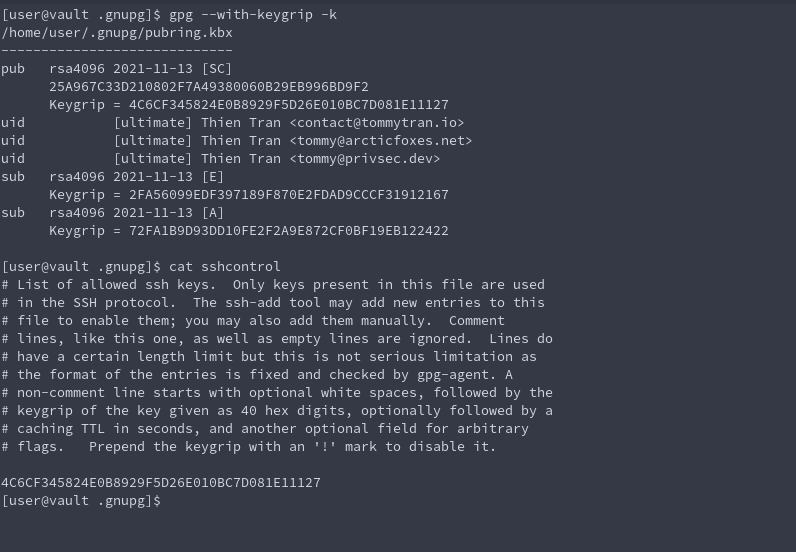 [user@vault .gnupg]$ gpg --with-keygrip -k
/home/user/.gnupg/pubring.kbx
-----------------------------
pub   rsa4096 2021-11-13 [SC]
      25A967C33D210802F7A49380060B29EB996BD9F2
      Keygrip = 4C6CF345824E0B8929F5D26E010BC7D081E11127
uid           [ultimate] Thien Tran <contact@tommytran.io>
uid           [ultimate] Thien Tran <tommy@arcticfoxes.net>
uid           [ultimate] Thien Tran <tommy@privsec.dev>
sub   rsa4096 2021-11-13 [E]
      Keygrip = 2FA56099EDF397189F870E2FDAD9CCCF31912167
sub   rsa4096 2021-11-13 [A]
      Keygrip = 72FA1B9D93DD10FE2F2A9E872CF0BF19EB122422

[user@vault .gnupg]$ cat sshcontrol
# List of allowed ssh keys.  Only keys present in this file are used
# in the SSH protocol.  The ssh-add tool may add new entries to this
# file to enable them; you may also add them manually.  Comment
# lines, like this one, as well as empty lines are ignored.  Lines do
# have a certain length limit but this is not serious limitation as
# the format of the entries is fixed and checked by gpg-agent. A
# non-comment line starts with optional white spaces, followed by the
# keygrip of the key given as 40 hex digits, optionally followed by a
# caching TTL in seconds, and another optional field for arbitrary
# flags.   Prepend the keygrip with an '!' mark to disable it.

4C6CF345824E0B8929F5D26E010BC7D081E11127
[user@vault .gnupg]$